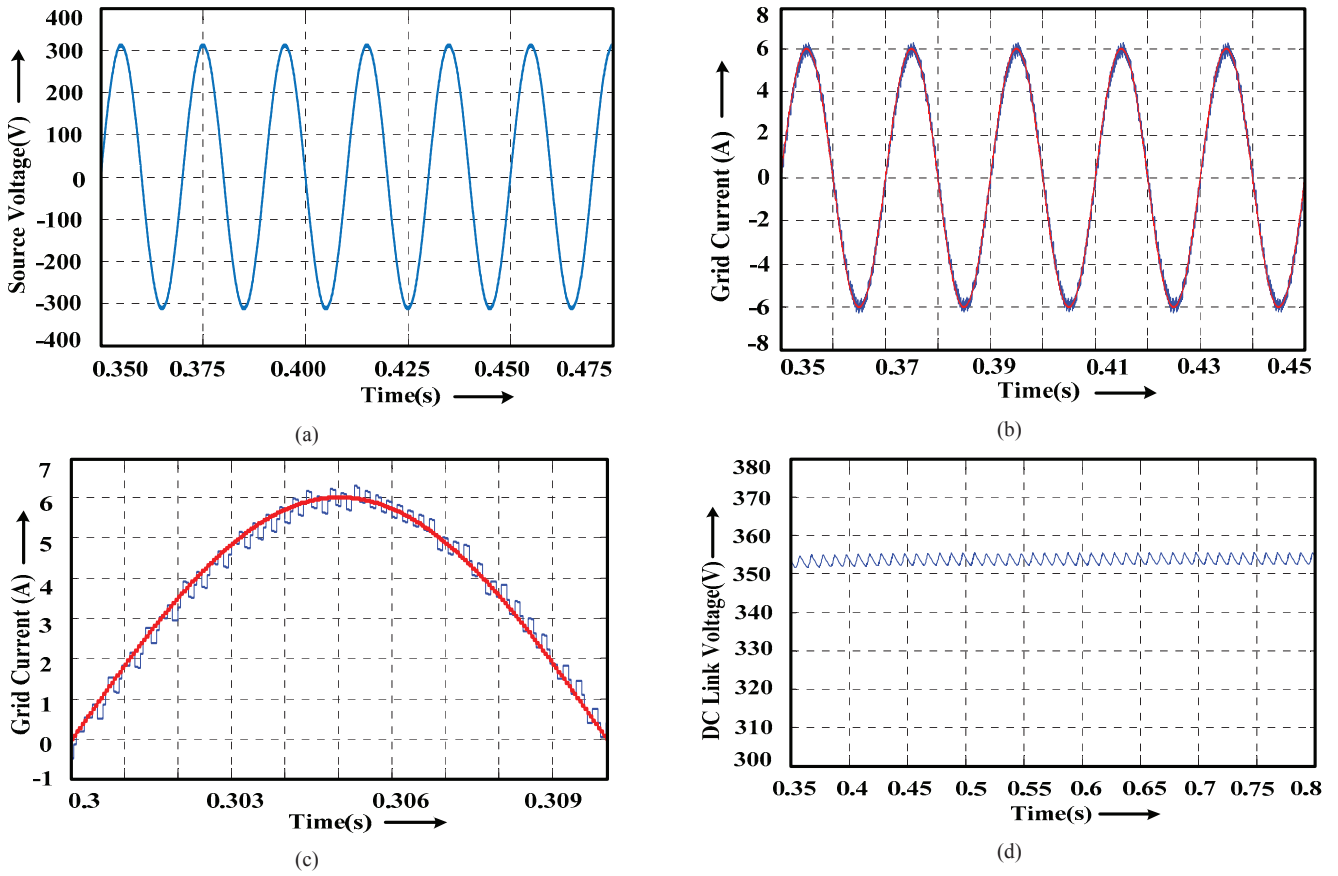 400
300
200
100
0
-100
-200
-300
-400
Source Voltage(V)
0.350 0.375 0.400 0.425 0.450 0.475
Time(s)
(a)
8
6
4
2
0
-2
-4
-6
-8
Grid Current (A)
0.35 0.37 0.39 0.41 0.43 0.45
Time(s)
(b)
7
6
5
4
3
2
1
0
-1
Grid Current (A)
0.3 0.303 0.306 0.309
Time(s)
(c)
380
370
360
350
340
330
320
310
300
DC Link Voltage(V)
0.35 0.4 0.45 0.5 0.55 0.6 0.65 0.7 0.75 0.8
Time(s)
(d)